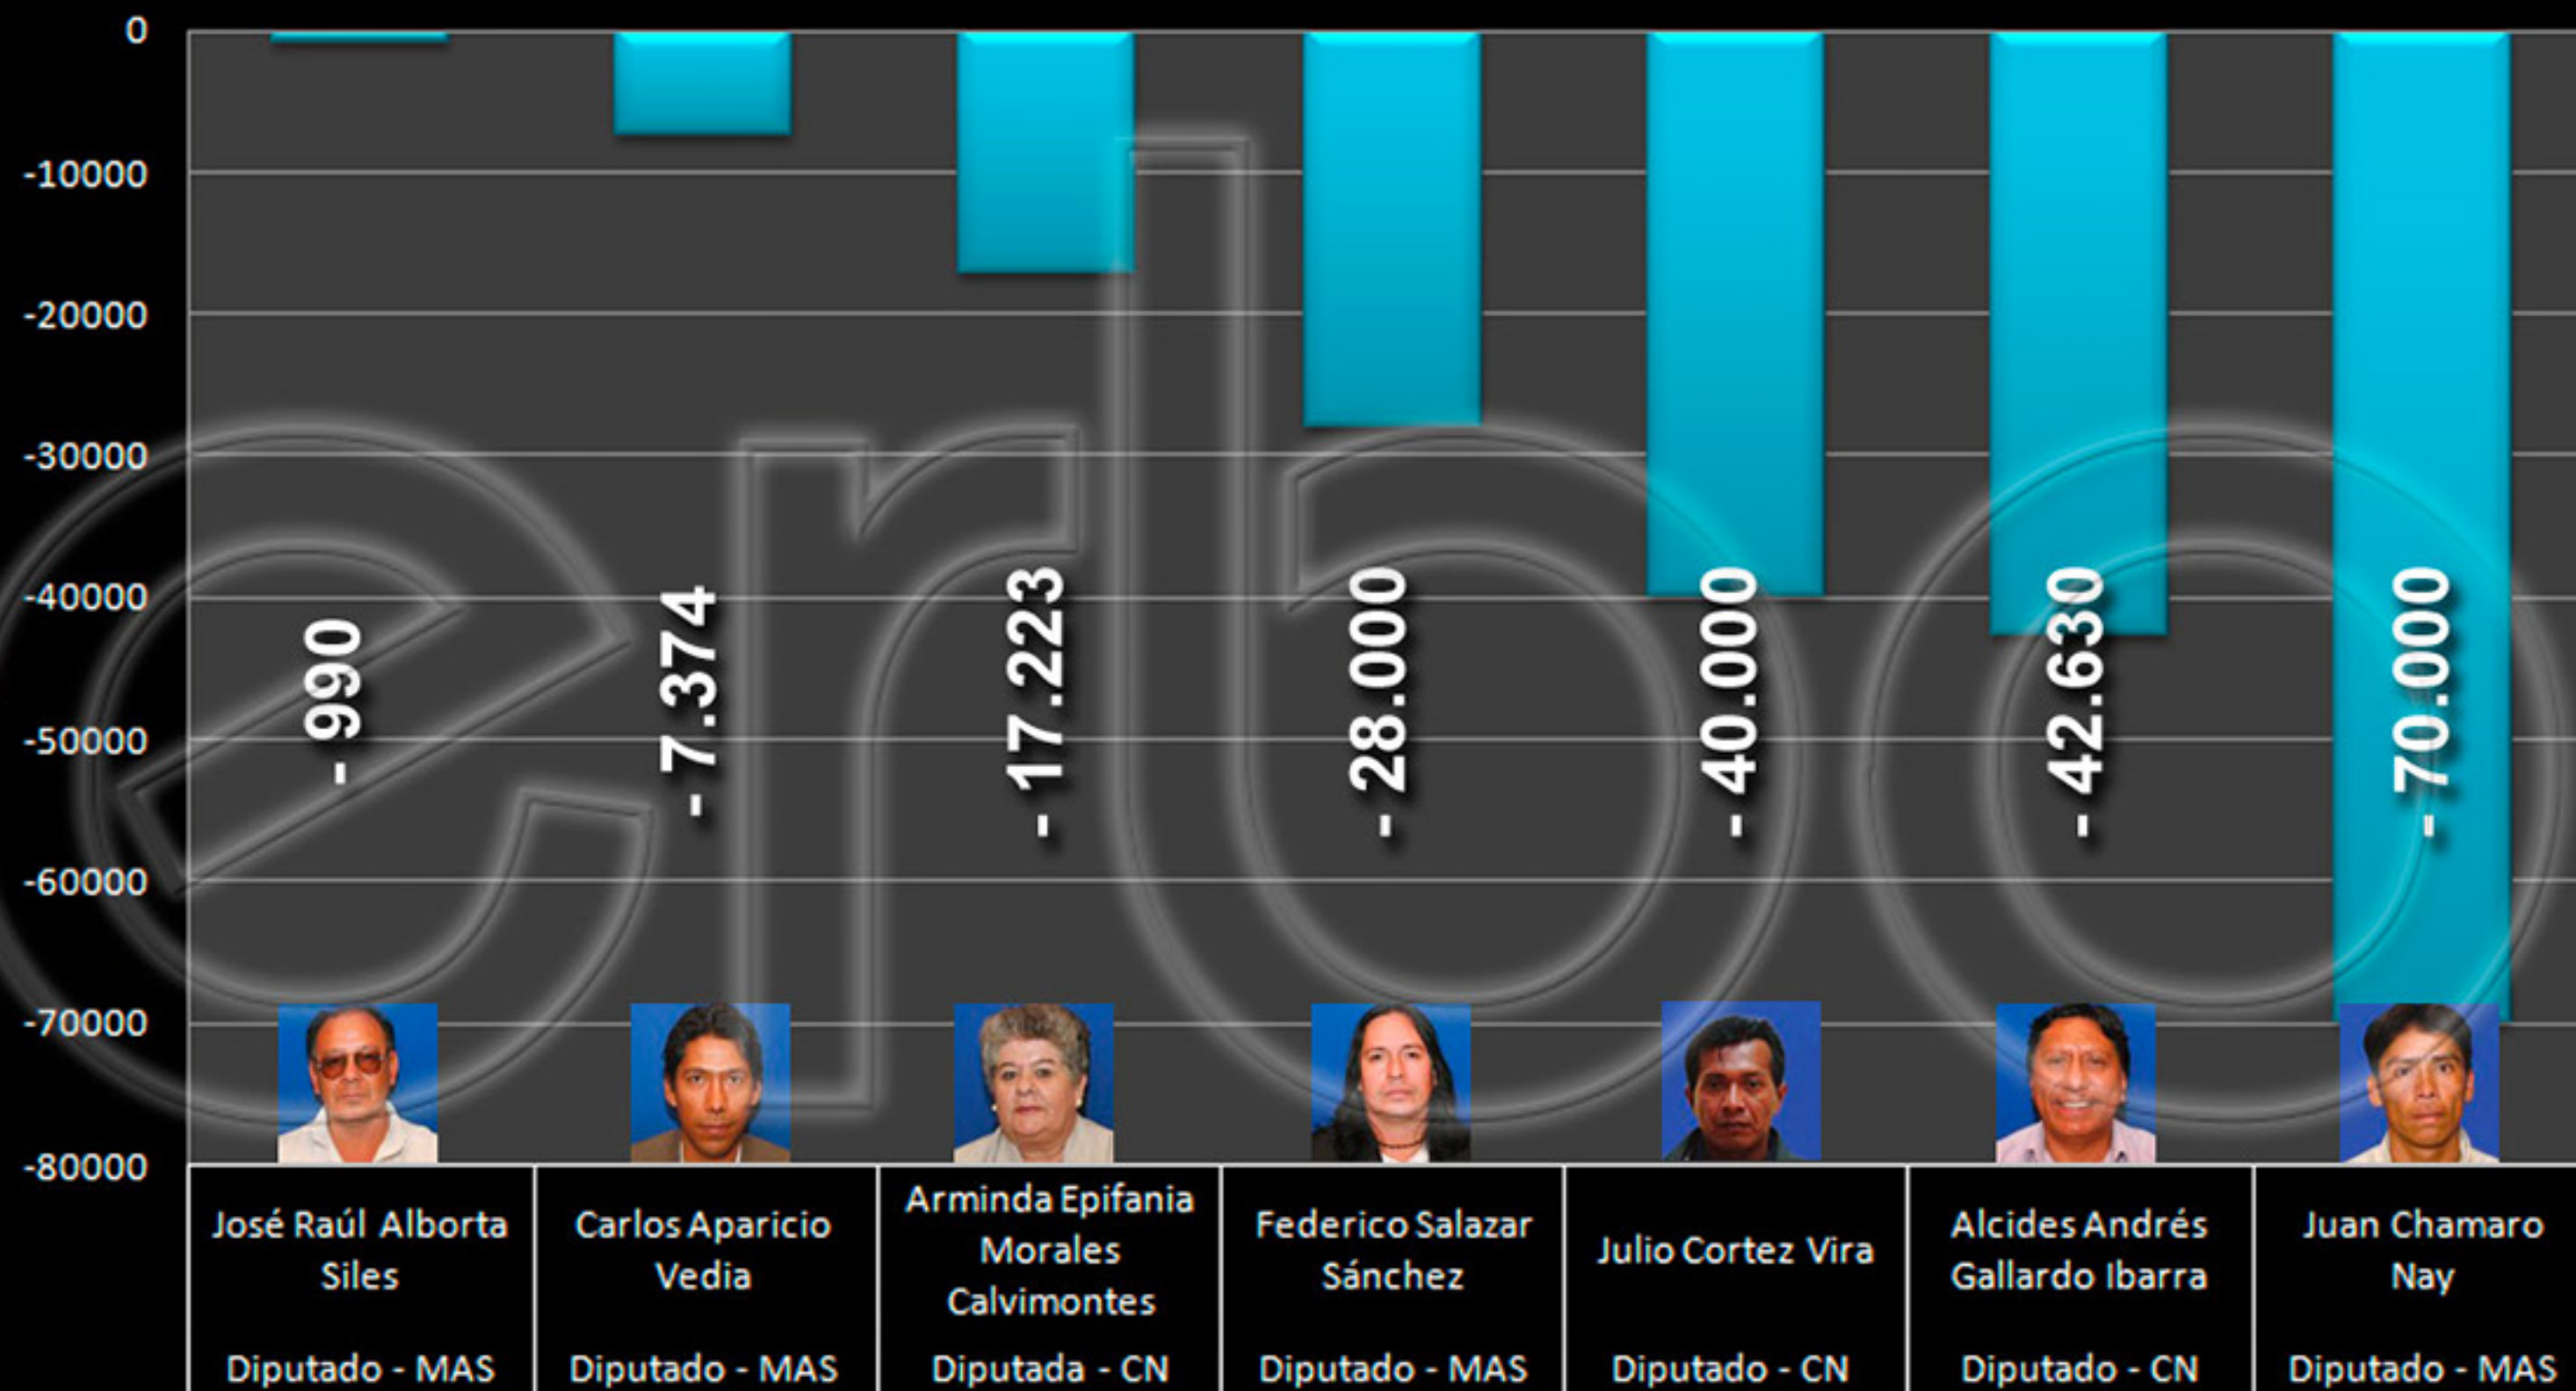 0
-10000
-20000
-30000
-40000
-50000
-60000
-70000
-80000
- 990
- 7.374
- 17.223
- 28.000
- 40.000
- 42.630
- 70.000
erbo
José Raúl Alborta
Siles
Diputado - MAS
Carlos Aparicio
Vedia
Diputado - MAS
Arminda Epifania
Morales
Calvimontes
Diputada - CN
Federico Salazar
Sánchez
Diputado - MAS
Julio Cortez Vira
Diputado - CN
Alcides Andrés
Gallardo Ibarra
Diputado - CN
Juan Chamaro
Nay
Diputado - MAS